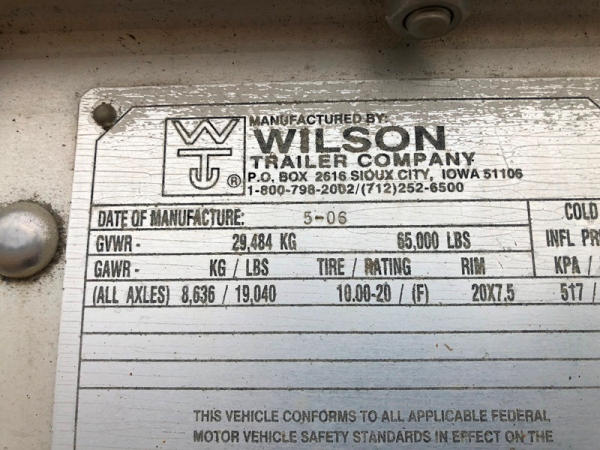 WTC ®
MANUFACTURED BY:
WILSON
TRAILER COMPANY
P.O. BOX 2616 SIOUX CITY, IOWA 51106
1-800-798-2002/(712)252-6500
DATE OF MANUFACTURE: 5-06 COLD
GVWR - 29,484 KG 65,000 LBS INFL PR
GAWR - KG / LBS TIRE / RATING RIM KPA /
(ALL AXLES) 8,636 / 19,040 10.00-20 / (F) 20X7.5 517 /
THIS VEHICLE CONFORMS TO ALL APPLICABLE FEDERAL
MOTOR VEHICLE SAFETY STANDARDS IN EFFECT ON THE